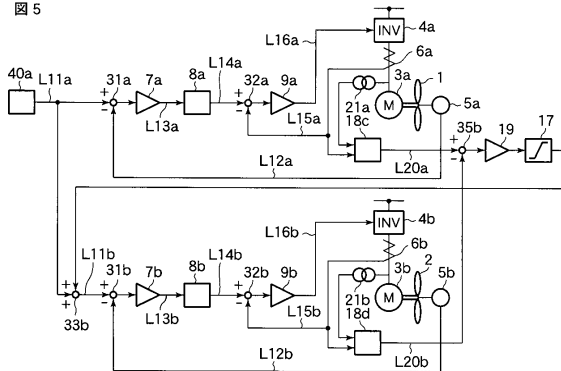 図 5
L16a
INV
4a
6a
40a
L11a
31a
7a
8a
L14a
32a
9a
3a
1
+
−
L13a
+
−
21a
M
5a
L15a
18c
35b
19
17
L12a
L20a
+
−
L16b
INV
4b
6b
L11b
31b
7b
8b
L14b
32b
9b
3b
2
5b
+
+
33b
+
−
L13b
+
−
21b
M
L15b
18d
L12b
L20b